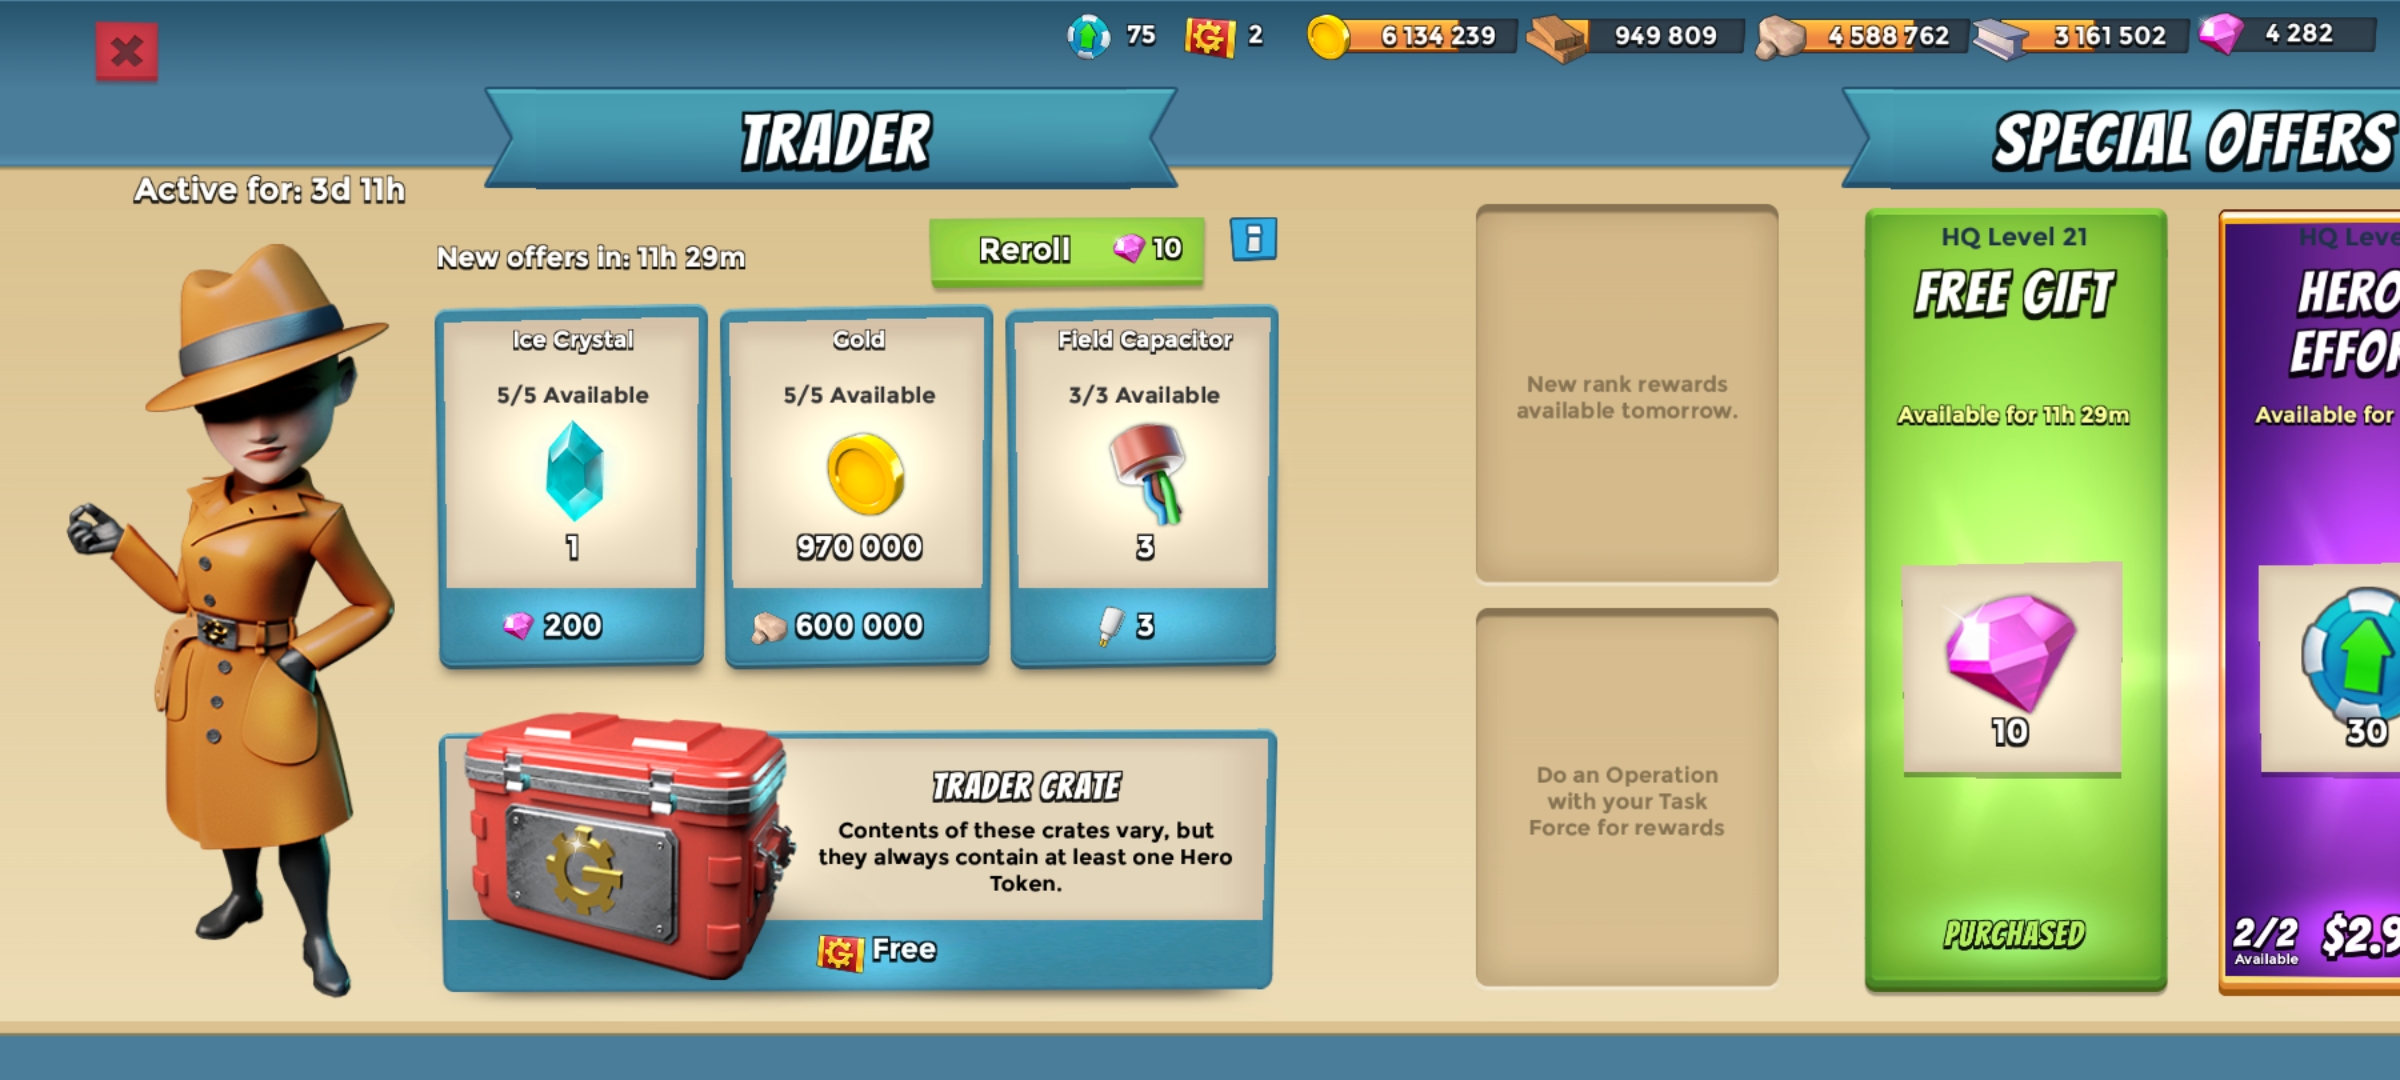 75
2
6 134 239
949 809
4 588 762
3 161 502
4 282
TRADER
SPECIAL OFFERS
Active for: 3d 11h
New offers in: 11h 29m
Reroll 10
Ice Crystal
5/5 Available
1
200
Gold
5/5 Available
970 000
600 000
Field Capacitor
3/3 Available
3
3
TRADER CRATE
Contents of these crates vary, but
they always contain at least one Hero
Token.
Free
New rank rewards
available tomorrow.
Do an Operation
with your Task
Force for rewards
HQ Level 21
FREE GIFT
Available for 11h 29m
10
PURCHASED
HQ
Available for
30
2/2
Available